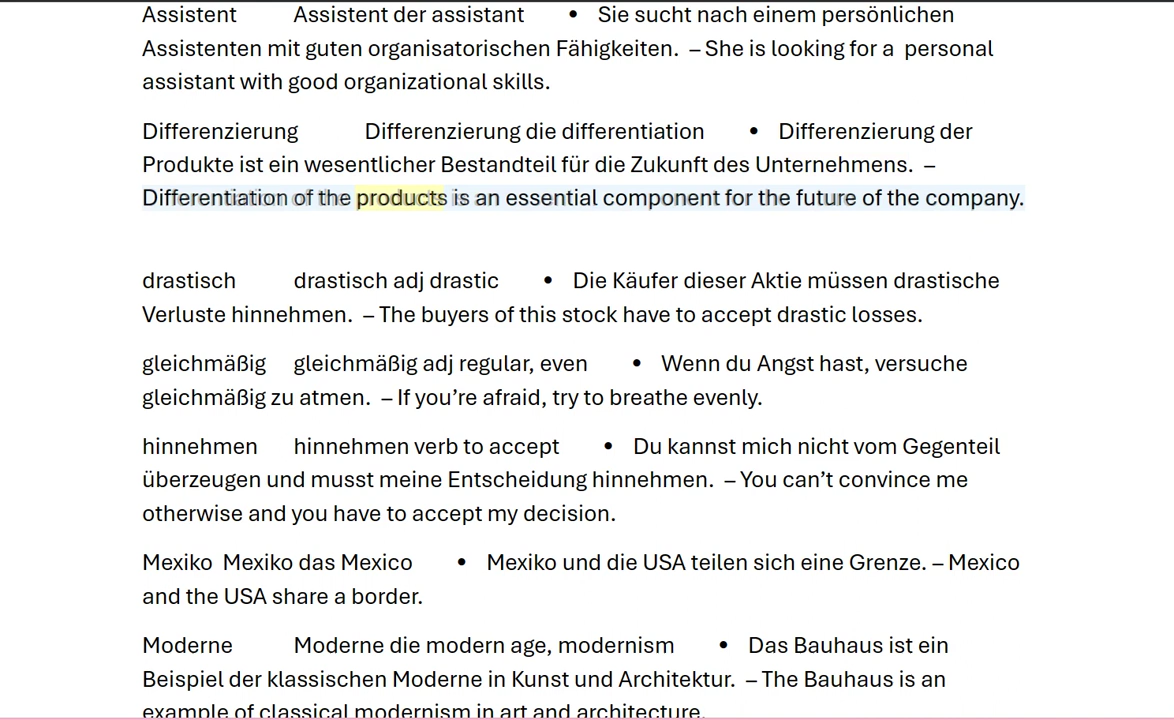 Assistent Assistent der assistant • Sie sucht nach einem persönlichen
Assistenten mit guten organisatorischen Fähigkeiten. – She is looking for a personal
assistant with good organizational skills.
Differenzierung Differenzierung die differentiation • Differenzierung der
Produkte ist ein wesentlicher Bestandteil für die Zukunft des Unternehmens. –
Differentiation of the products is an essential component for the future of the company.
drastisch drastisch adj drastic • Die Käufer dieser Aktie müssen drastische
Verluste hinnehmen. – The buyers of this stock have to accept drastic losses.
gleichmäßig gleichmäßig adj regular, even • Wenn du Angst hast, versuche
gleichmäßig zu atmen. – If you’re afraid, try to breathe evenly.
hinnehmen hinnehmen verb to accept • Du kannst mich nicht vom Gegenteil
überzeugen und musst meine Entscheidung hinnehmen. – You can’t convince me
otherwise and you have to accept my decision.
Mexiko Mexiko das Mexico • Mexiko und die USA teilen sich eine Grenze. – Mexico
and the USA share a border.
Moderne Moderne die modern age, modernism • Das Bauhaus ist ein
Beispiel der klassischen Moderne in Kunst und Architektur. – The Bauhaus is an
example of classical modernism in art and architecture.